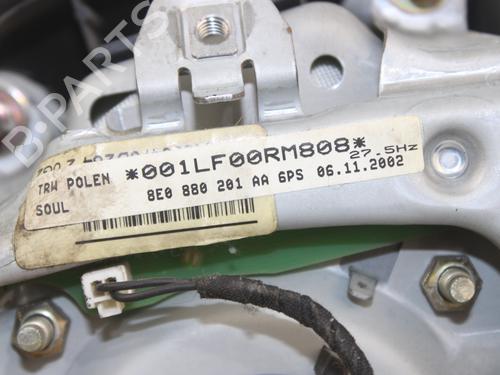 B-PARTS
TRW POLEN *001LF00RM808*
27.5Hz
SOUL 8E0 880 201 AA 6PS 06.11.2002